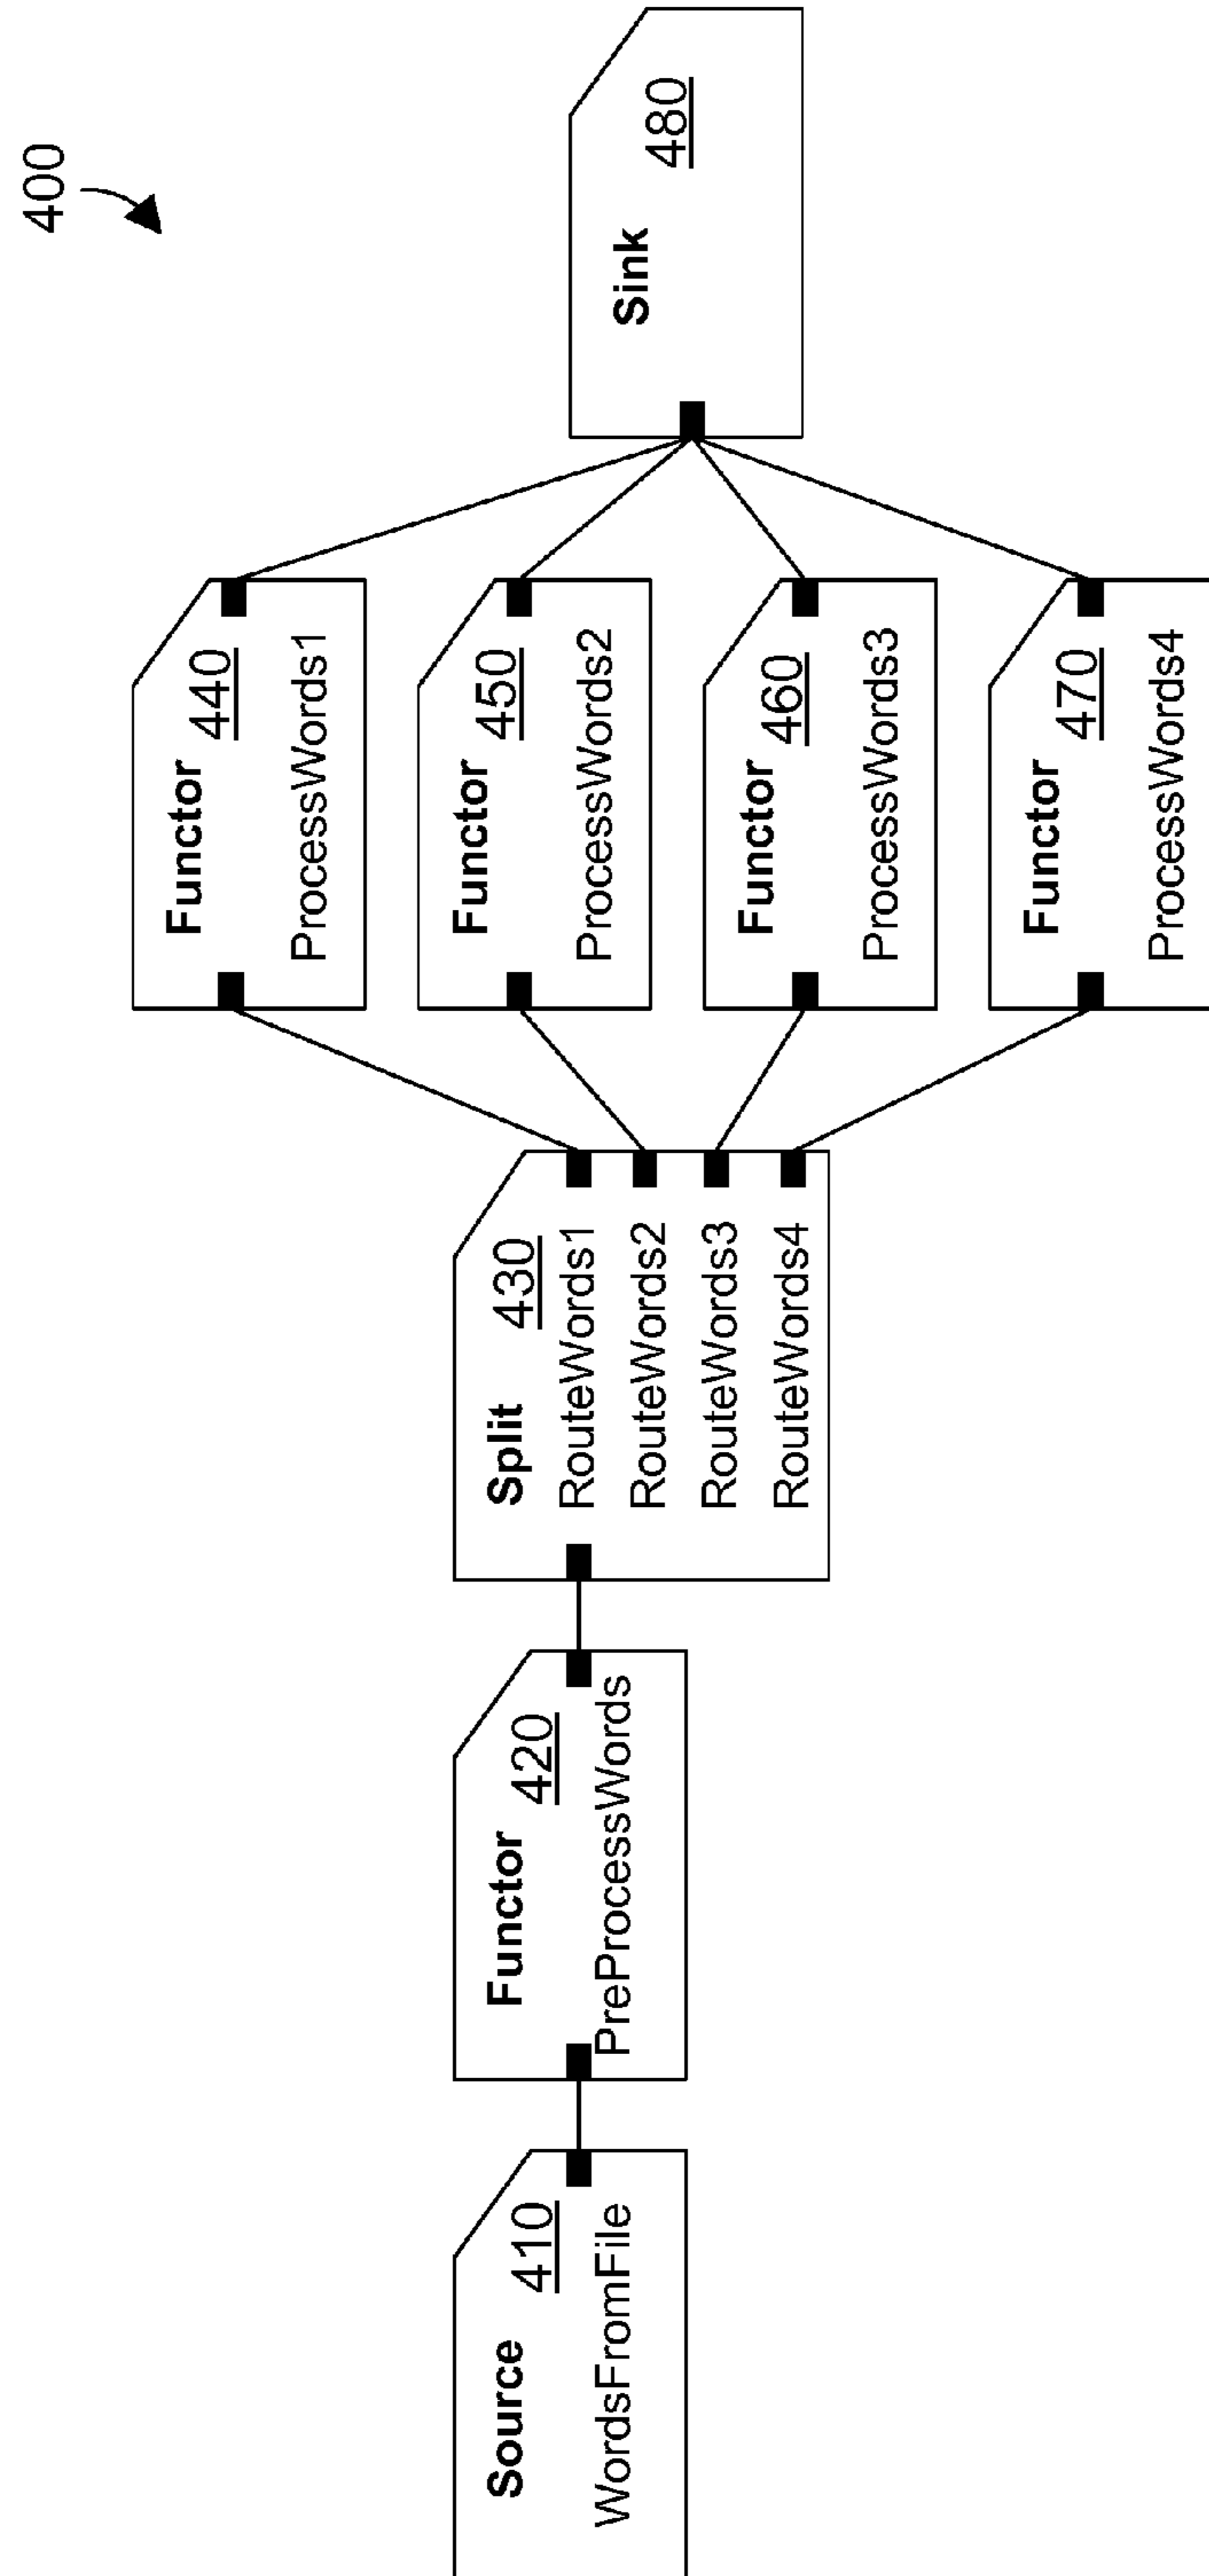 400
Source
410
WordsFromFile
Functor
420
PreProcessWords
Split
430
RouteWords1
RouteWords2
RouteWords3
RouteWords4
Functor
440
ProcessWords1
Functor
450
ProcessWords2
Functor
460
ProcessWords3
Functor
470
ProcessWords4
Sink
480